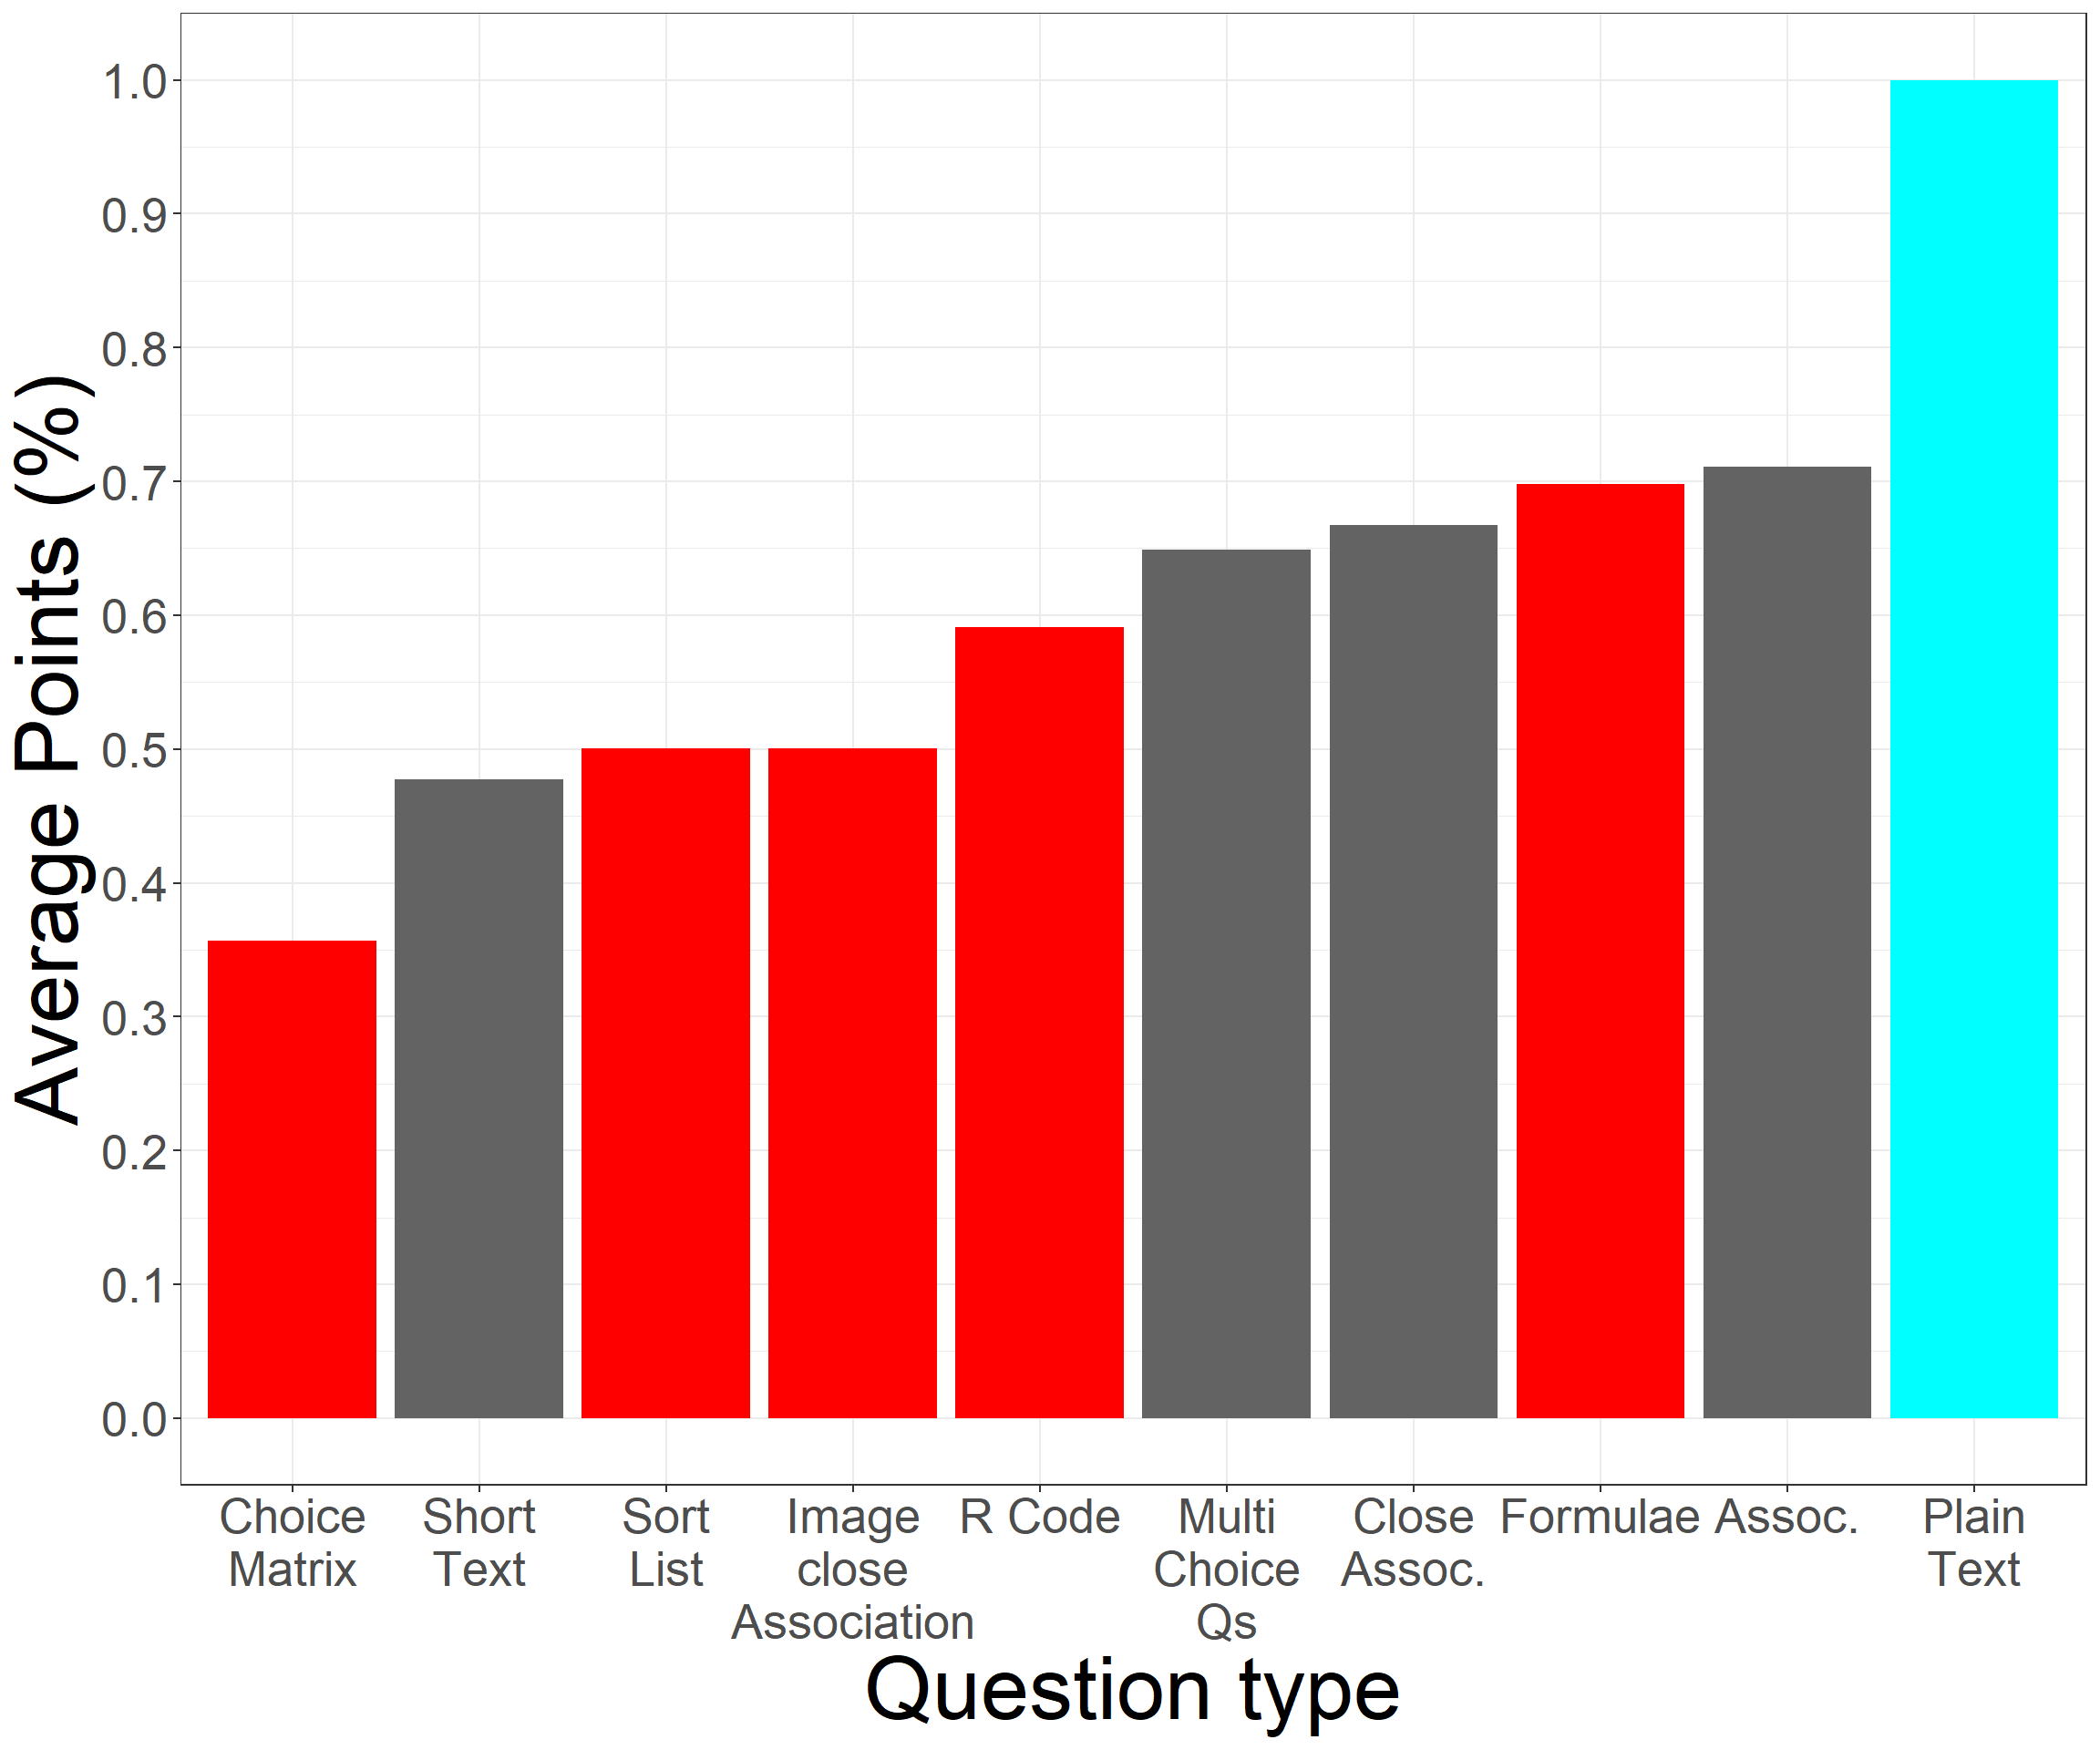 Average Points (%)
1.0
0.9
0.8
0.7
0.6
0.5
0.4
0.3
0.2
0.1
0.0
Choice
Matrix
Short
Text
Sort
List
Image
close
Association
R Code
Multi
Choice
Qs
Close
Assoc.
Formulae
Assoc.
Plain
Text
Question type